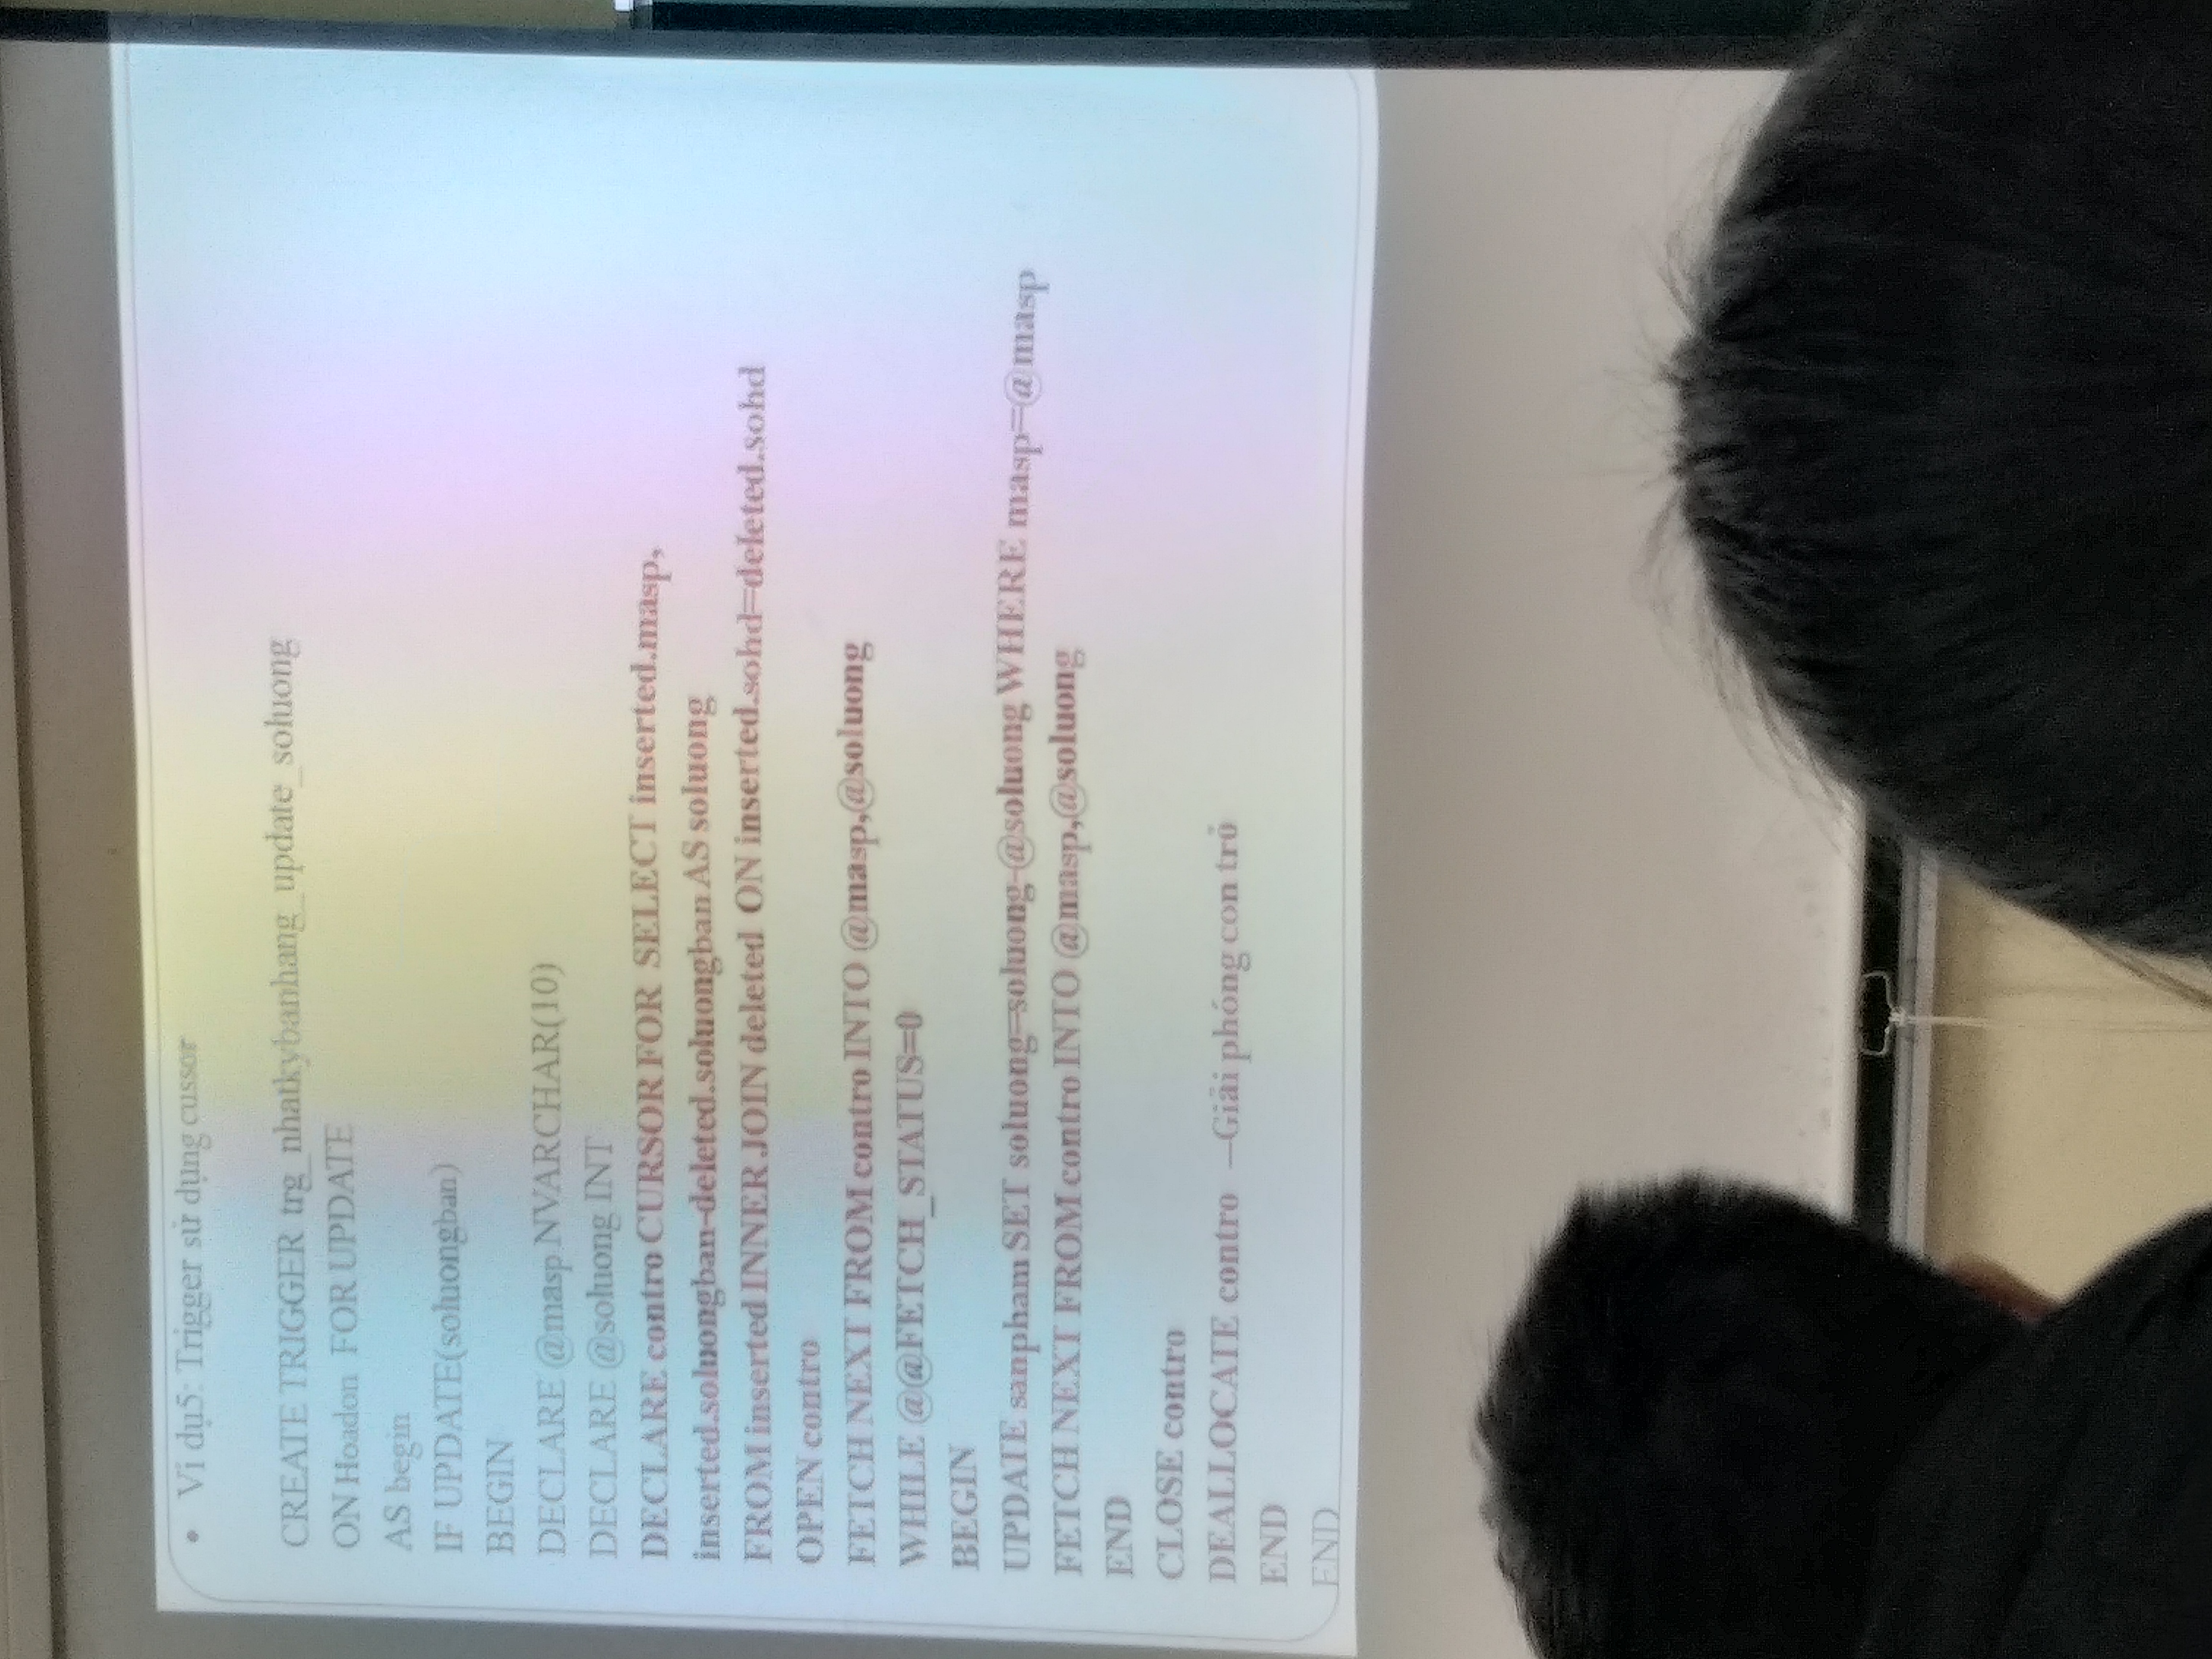 • Ví dụ5: Trigger sử dụng cussor
CREATE TRIGGER trg_nhatkybanhang_update_soluong
ON Hoadon FOR UPDATE
AS begin
IF UPDATE(soluongban)
BEGIN
DECLARE @masp NVARCHAR(10)
DECLARE @soluong INT
DECLARE contro CURSOR FOR SELECT inserted.masp,
inserted.soluongban-deleted.soluongban AS soluong
FROM inserted INNER JOIN deleted ON inserted.sohd=deleted.sohd
OPEN contro
FETCH NEXT FROM contro INTO @masp,@soluong
WHILE @@FETCH_STATUS=0
BEGIN
UPDATE sanpham SET soluong=soluong-@soluong WHERE masp=@masp
FETCH NEXT FROM contro INTO @masp,@soluong
END
CLOSE contro
DEALLOCATE contro –Giải phóng con trỏ
END
END